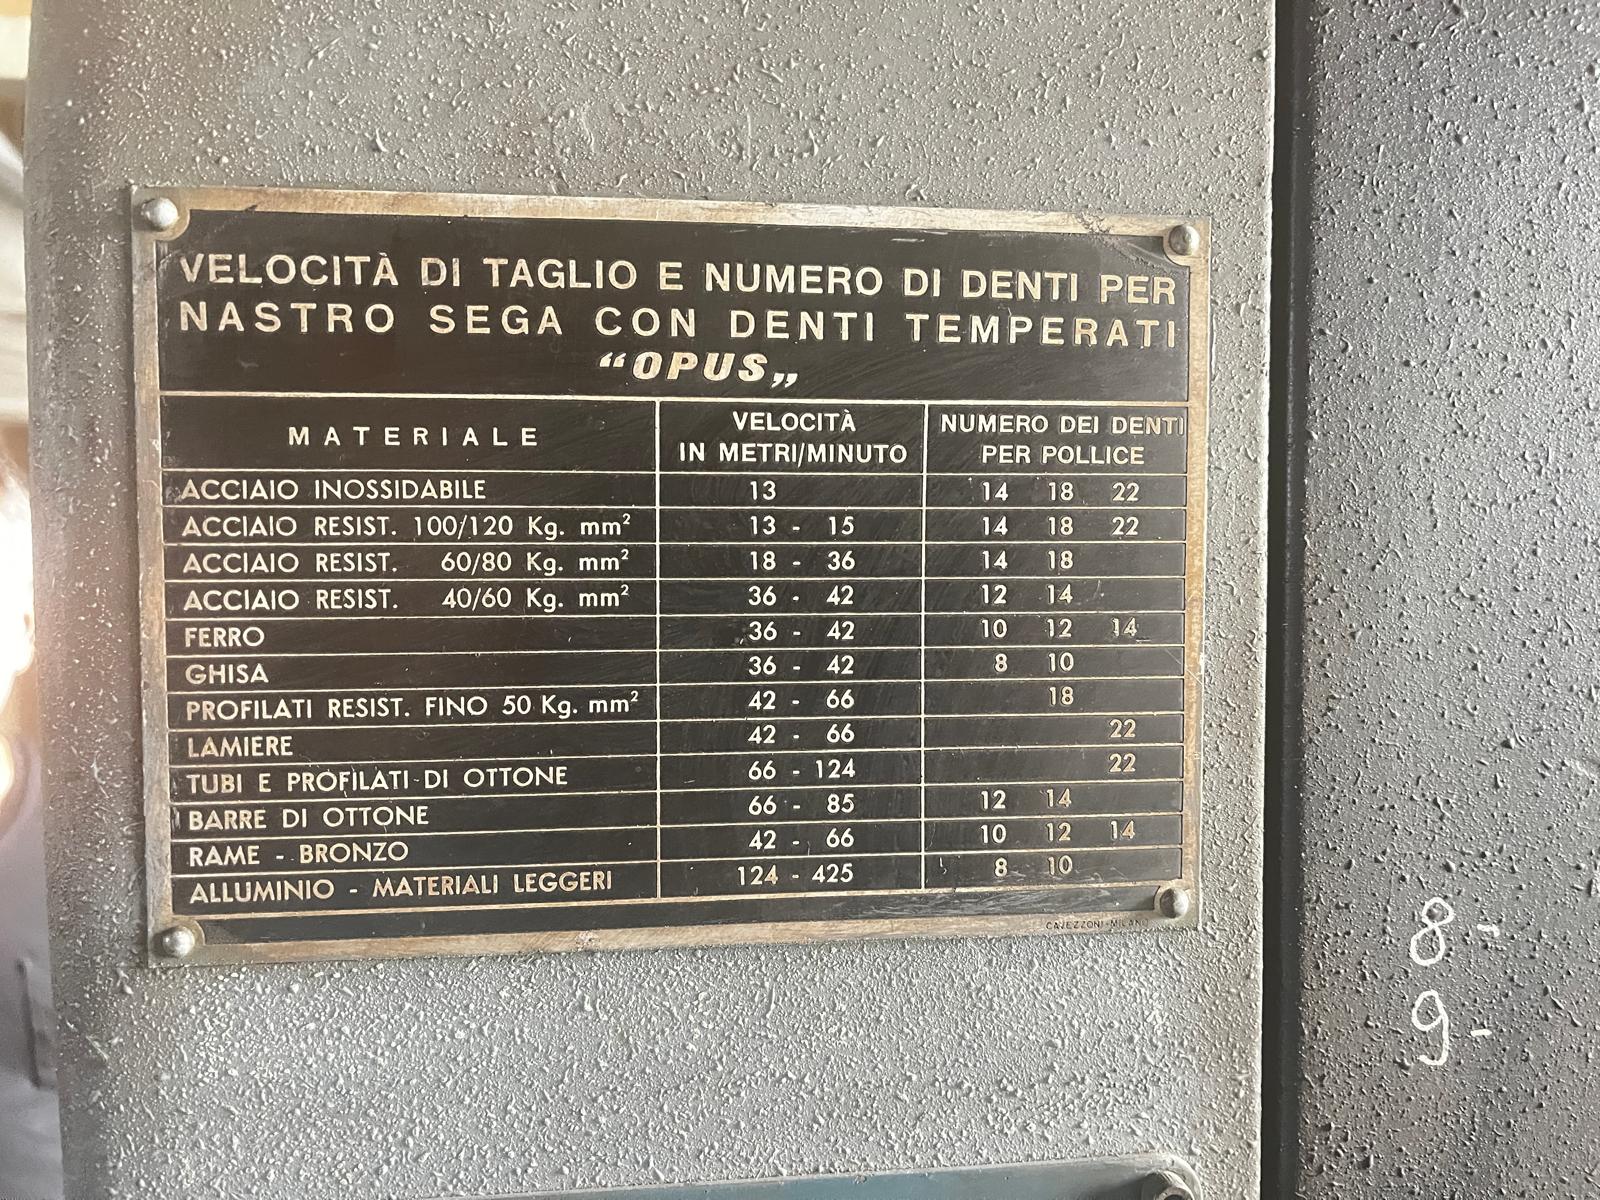 VELOCITÀ DI TAGLIO E NUMERO DI DENTI PER
NASTRO SEGA CON DENTI TEMPERATI
“OPUS„
MATERIALE VELOCITÀ IN METRI/MINUTO NUMERO DEI DENTI PER POLLICE
ACCIAIO INOSSIDABILE 13 14 18 22
ACCIAIO RESIST. 100/120 Kg. mm² 13 - 15 14 18 22
ACCIAIO RESIST. 60/80 Kg. mm² 18 - 36 14 18
ACCIAIO RESIST. 40/60 Kg. mm² 36 - 42 12 14
FERRO 36 - 42 10 12 14
GHISA 36 - 42 8 10
PROFILATI RESIST. FINO 50 Kg. mm² 42 - 66 18
LAMIERE 42 - 66 22
TUBI E PROFILATI DI OTTONE 66 - 124 22
BARRE DI OTTONE 66 - 85 12 14
RAME - BRONZO 42 - 66 10 12 14
ALLUMINIO - MATERIALI LEGGERI 124 - 425 8 10
MILANO
8-
9-